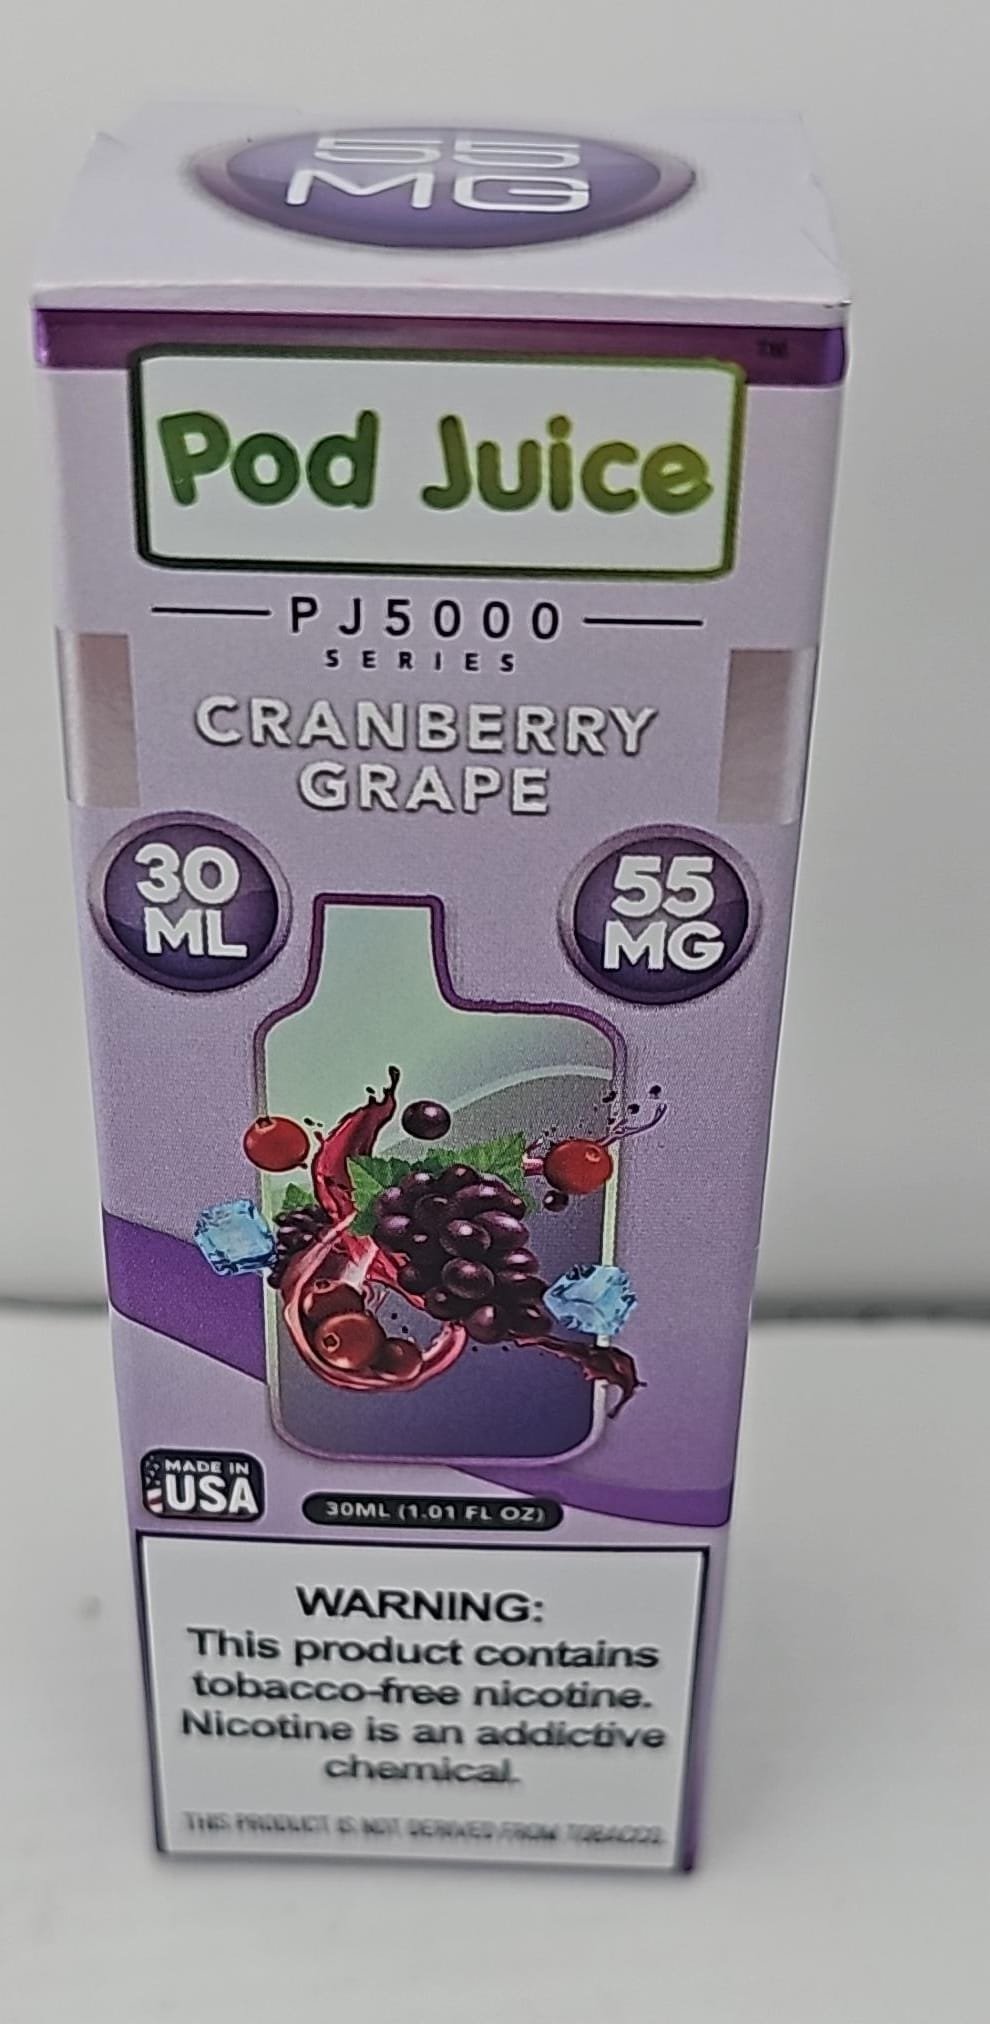 55
MG
TM
Pod Juice
PJ5000
SERIES
CRANBERRY
GRAPE
30
ML
55
MG
MADE IN
USA
30ML (1.01 FL OZ)
WARNING:
This product contains
tobacco-free nicotine.
Nicotine is an addictive
chemical.
THIS PRODUCT IS NOT DERIVED FROM TOBACCO.